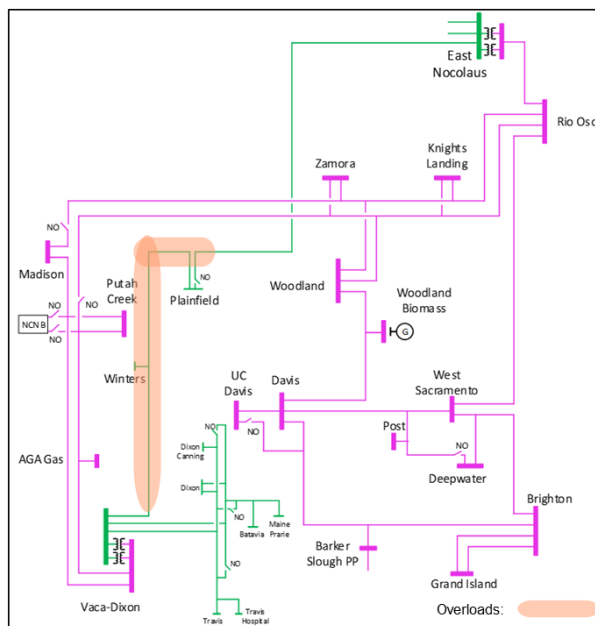 East
Nocolaus
Rio Oso
Zamora
Knights
Landing
NO
Madison
NO
Putah
Creek
NO
Plainfield
Woodland
Woodland
Biomass
G
NO
NCNB
NO
Winters
UC
Davis
Davis
West
Sacramento
NO
NO
Dixon
Canning
Post
NO
Deepwater
AGA Gas
Dixon
NO
Batavia
Maine
Prarie
Brighton
NO
Barker
Slough PP
Grand Island
Vaca-Dixon
Travis
Travis
Hospital
Overloads: